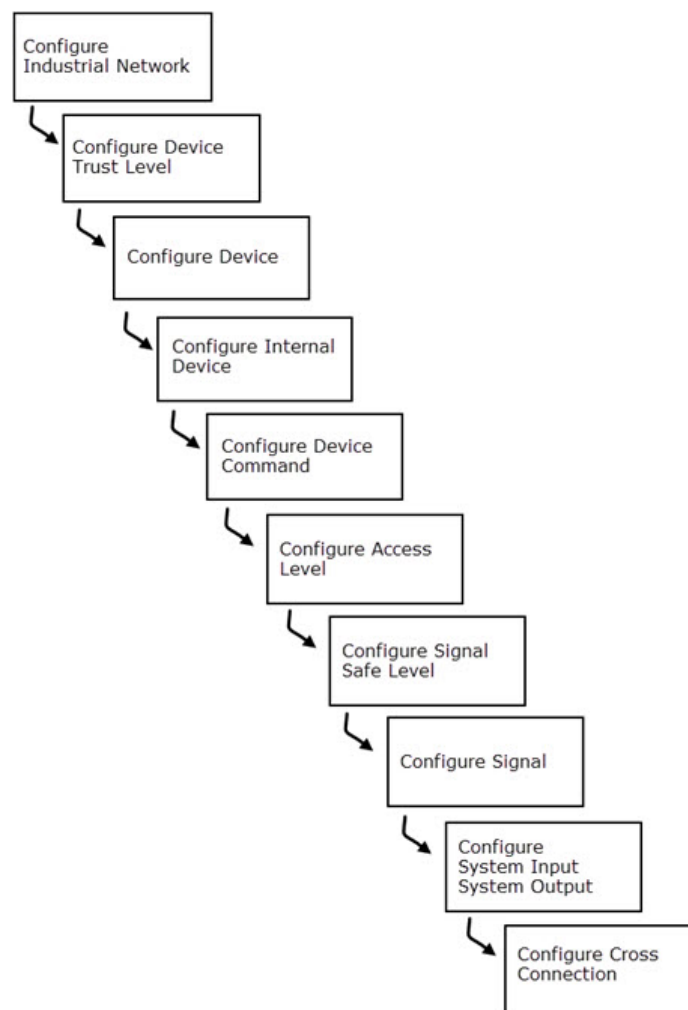 Configure
Industrial Network
Configure Device
Trust Level
Configure Device
Configure Internal
Device
Configure Device
Command
Configure Access
Level
Configure Signal
Safe Level
Configure Signal
Configure
System Input
System Output
Configure Cross
Connection